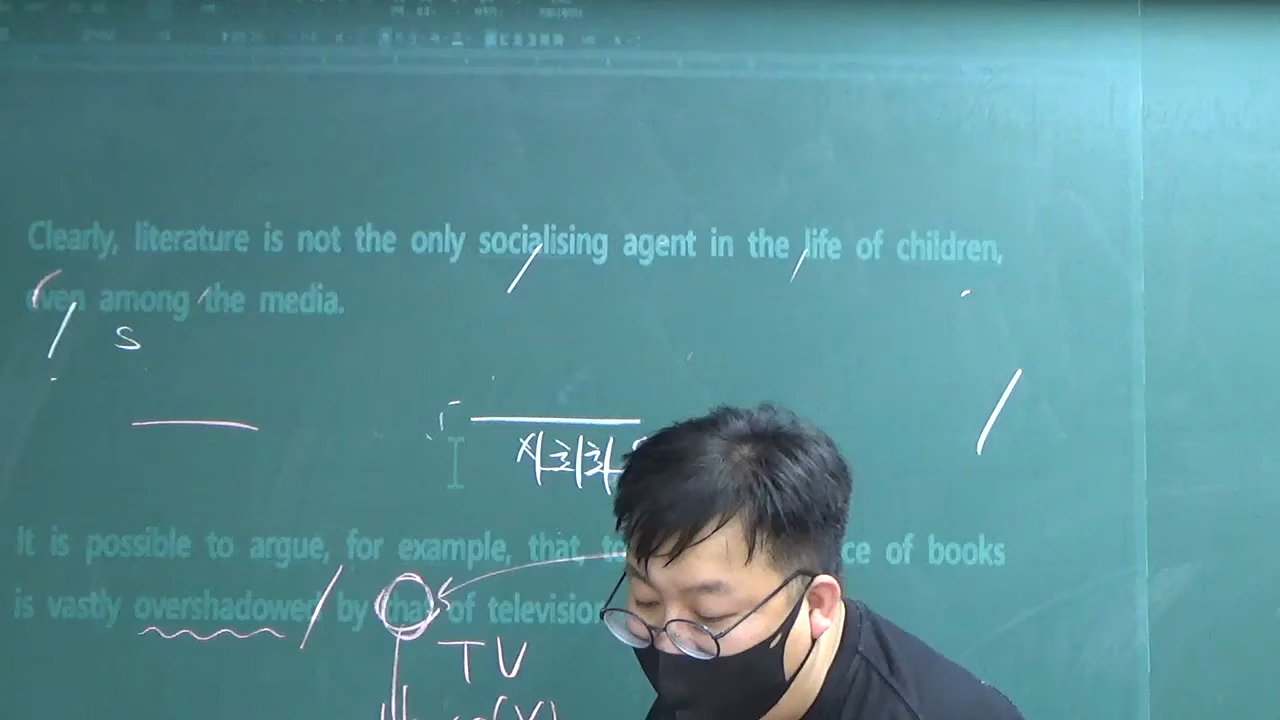 Clearly, literature is not the only socialising agent in the life of children,
even among the media.
S
사회화
It is possible to argue, for example, that, of books
is vastly overshadowed by that of television
TV